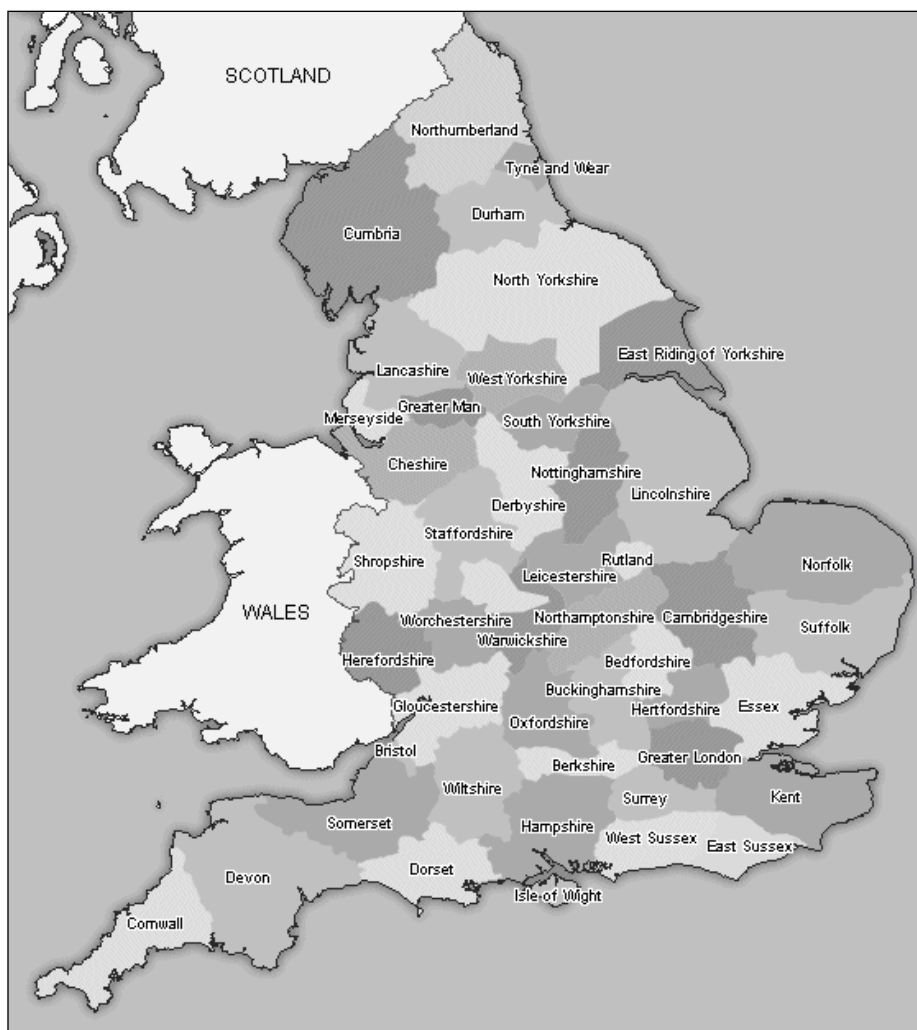 SCOTLAND
Northumberland
Tyne and Wear
Durham
Cumbria
North Yorkshire
East Riding of Yorkshire
Lancashire
West Yorkshire
Greater Man
Merseyside
South Yorkshire
Cheshire
Nottinghamshire
Lincolnshire
Derbyshire
Staffordshire
Rutland
Shropshire
Norfolk
Leicestershire
WALES
Worchestershire
Northamptonshire
Cambridgeshire
Suffolk
Warwickshire
Herefordshire
Bedfordshire
Buckinghamshire
Gloucestershire
Hertfordshire
Essex
Oxfordshire
Bristol
Greater London
Berkshire
Wiltshire
Surrey
Kent
Somerset
Hampshire
West Sussex
East Sussex
Dorset
Devon
Isle of Wight
Cornwall